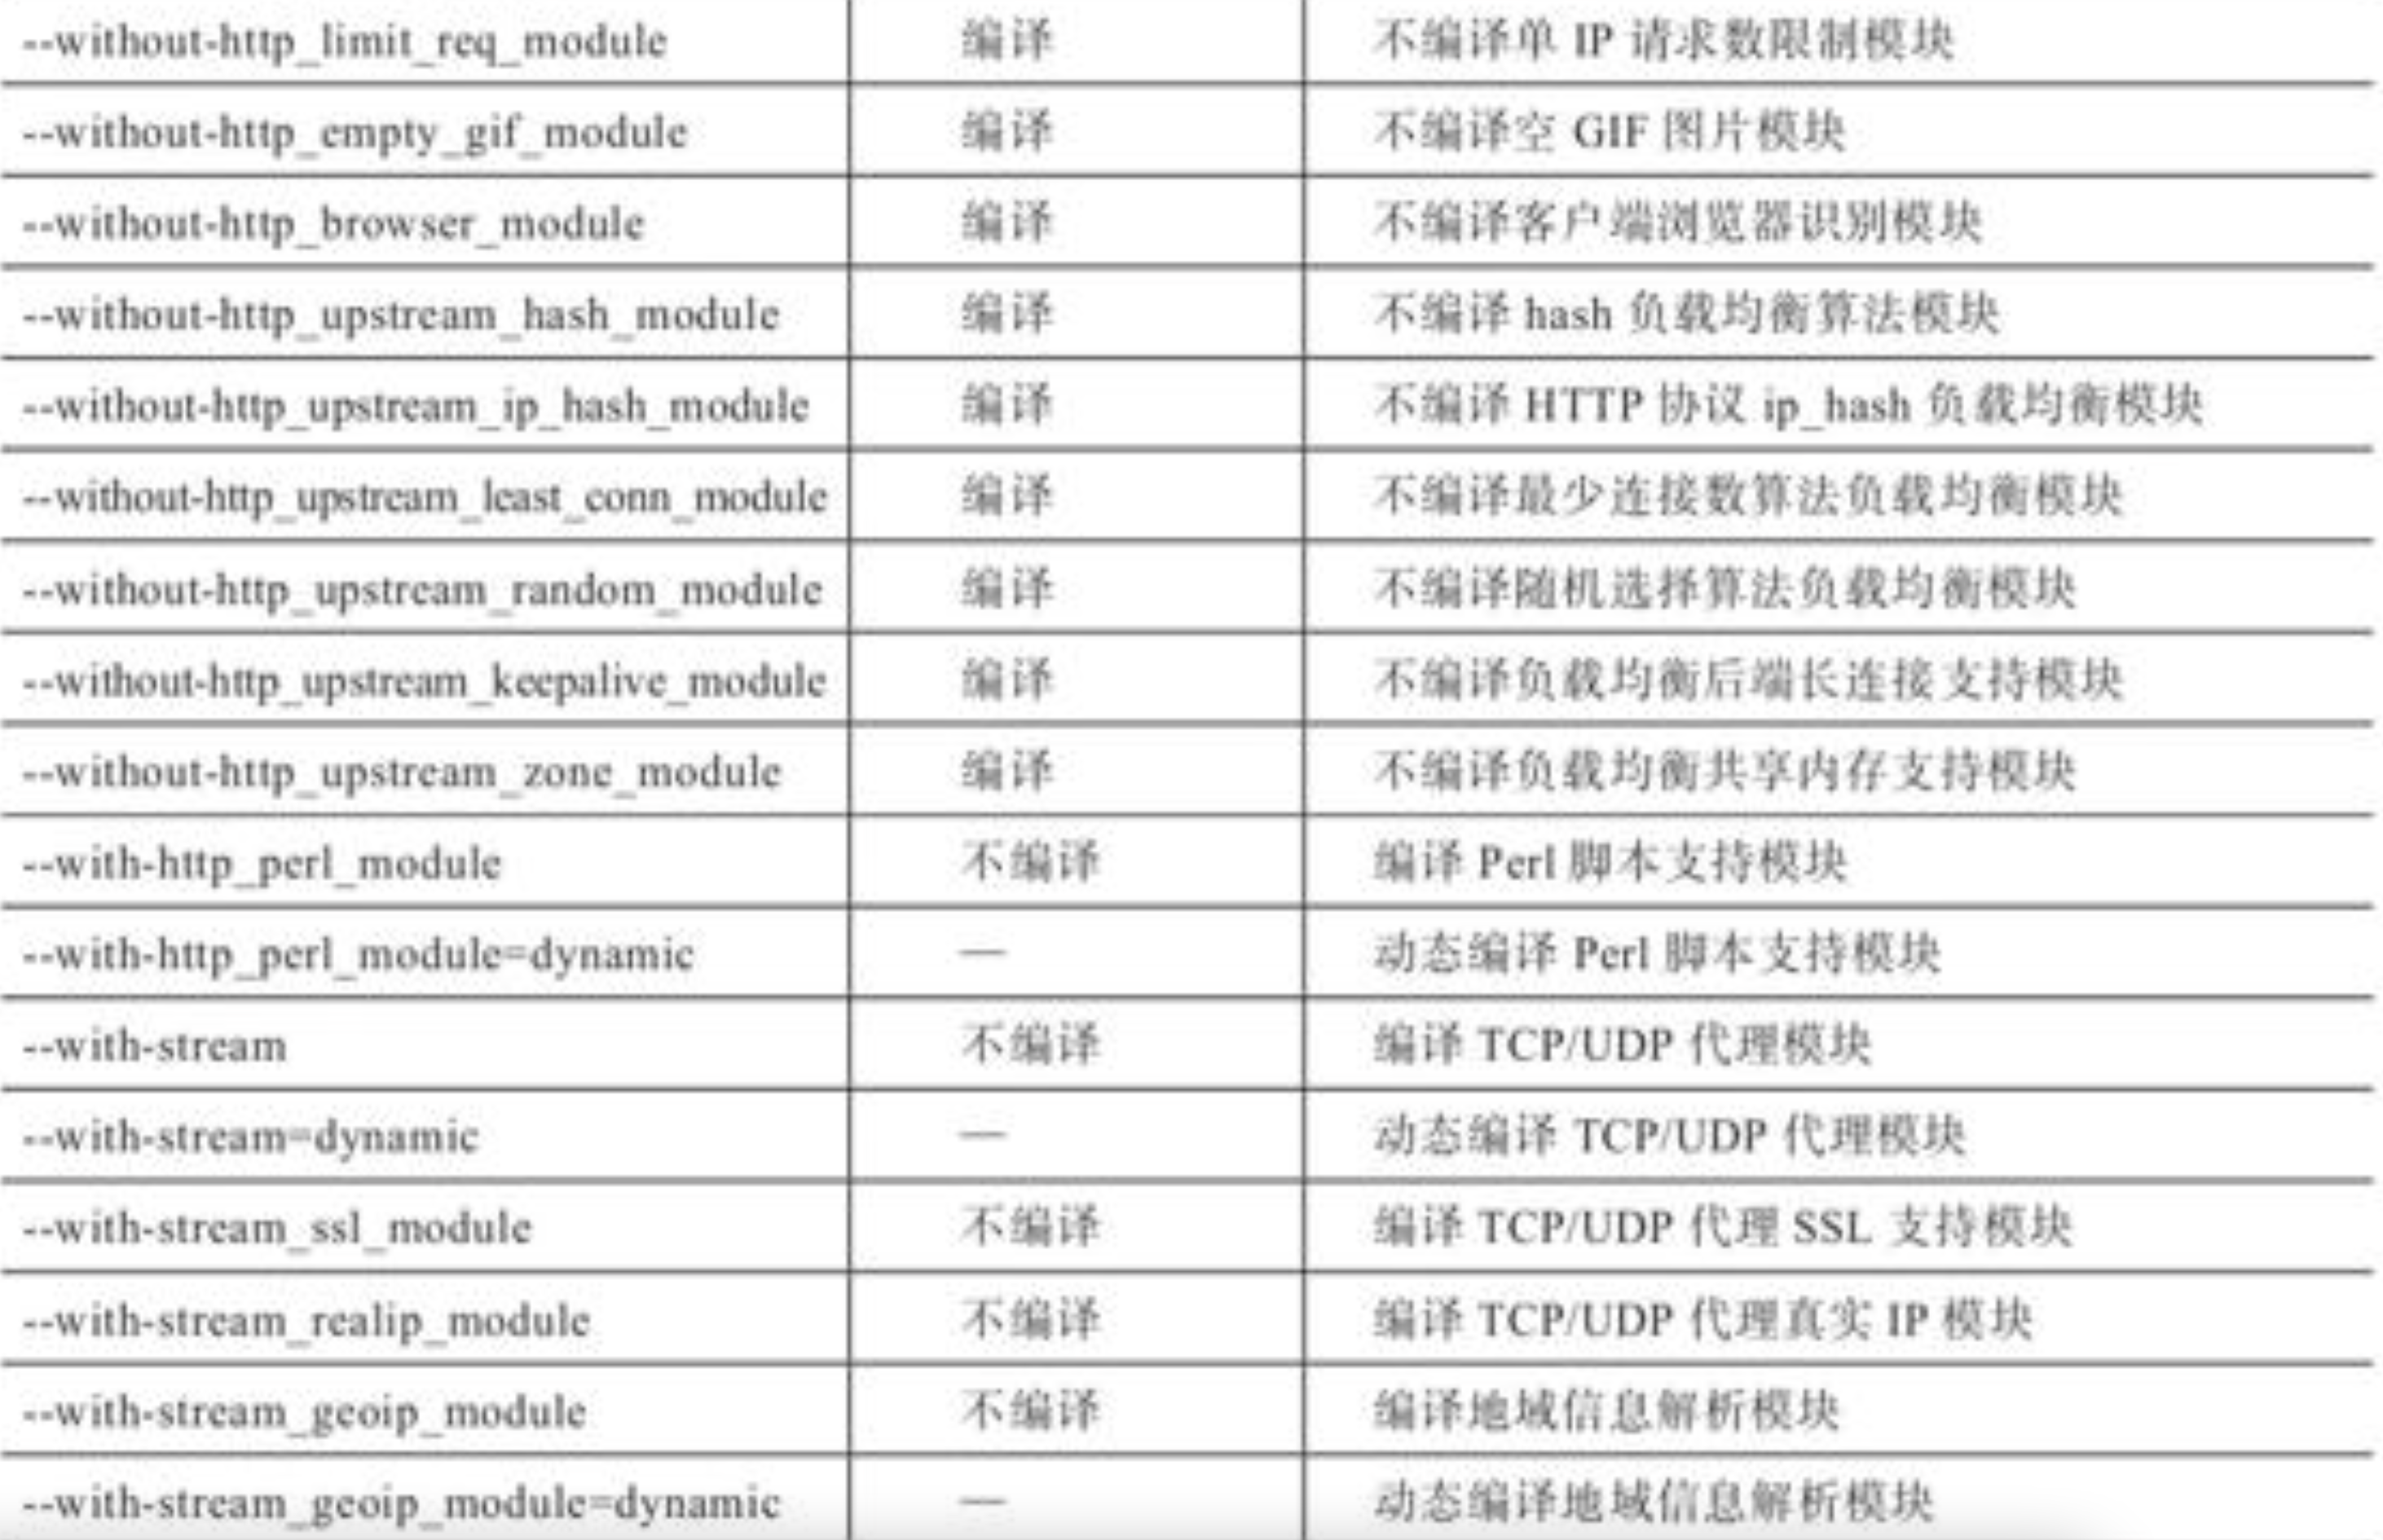 --without-http_limit_req_module 编译 不编译单 IP 请求数限制模块
--without-http_empty_gif_module 编译 不编译空 GIF 图片模块
--without-http_browser_module 编译 不编译客户端浏览器识别模块
--without-http_upstream_hash_module 编译 不编译 hash 负载均衡算法模块
--without-http_upstream_ip_hash_module 编译 不编译 HTTP 协议 ip_hash 负载均衡模块
--without-http_upstream_least_conn_module 编译 不编译最少连接数算法负载均衡模块
--without-http_upstream_random_module 编译 不编译随机选择算法负载均衡模块
--without-http_upstream_keepalive_module 编译 不编译负载均衡后端长连接支持模块
--without-http_upstream_zone_module 编译 不编译负载均衡共享内存支持模块
--with-http_perl_module 不编译 编译 Perl 脚本支持模块
--with-http_perl_module=dynamic — 动态编译 Perl 脚本支持模块
--with-stream 不编译 编译 TCP/UDP 代理模块
--with-stream=dynamic — 动态编译 TCP/UDP 代理模块
--with-stream_ssl_module 不编译 编译 TCP/UDP 代理 SSL 支持模块
--with-stream_realip_module 不编译 编译 TCP/UDP 代理真实 IP 模块
--with-stream_geoip_module 不编译 编译地域信息解析模块
--with-stream_geoip_module=dynamic — 动态编译地域信息解析模块